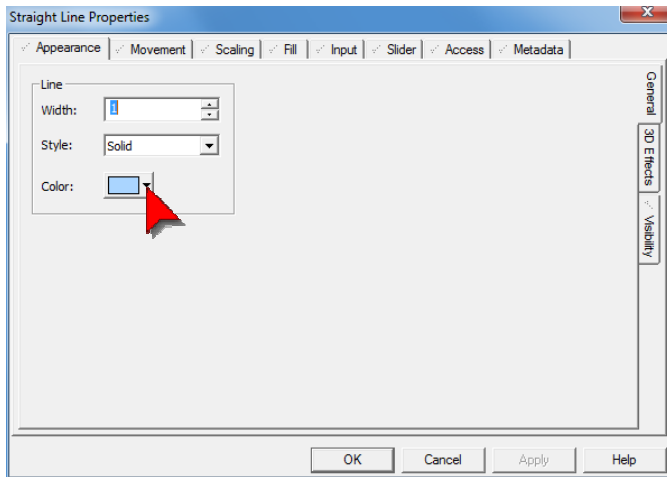 Straight Line Properties
Appearance Movement Scaling Fill Input Slider Access Metadata
Line
Width: 1
Style: Solid
Color:
General
3D Effects
Visibility
OK Cancel Apply Help